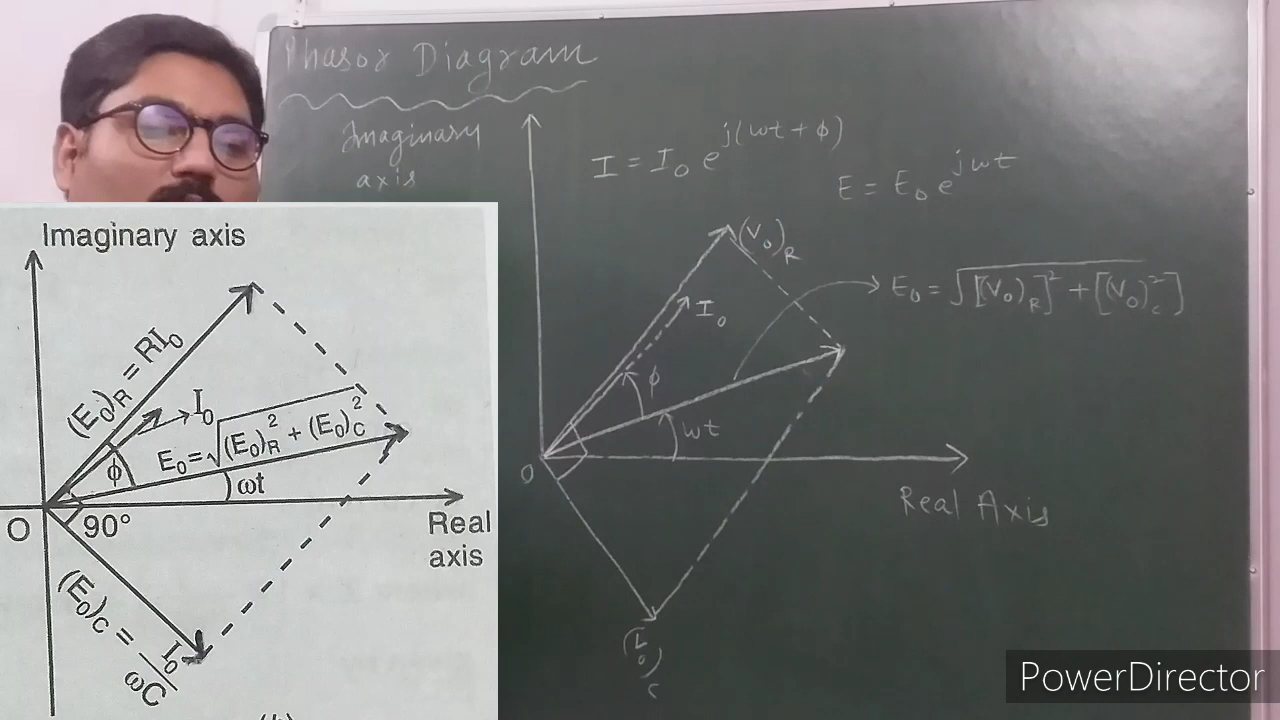 Phasor Diagram
Imaginary
axis
I = I₀ e^j(ωt + φ)
E = E₀ e^jωt
(V₀)_R
E₀ = √[(V₀)_R]² + [(V₀)_C²]
I₀
φ
ωt
O
Real Axis
Imaginary axis
(E₀)_R = RI₀
I₀
E₀ = √(E₀)_R² + (E₀)_C²
φ
ωt
O
90°
Real
axis
(E₀)_C = I₀/ωC
PowerDirector